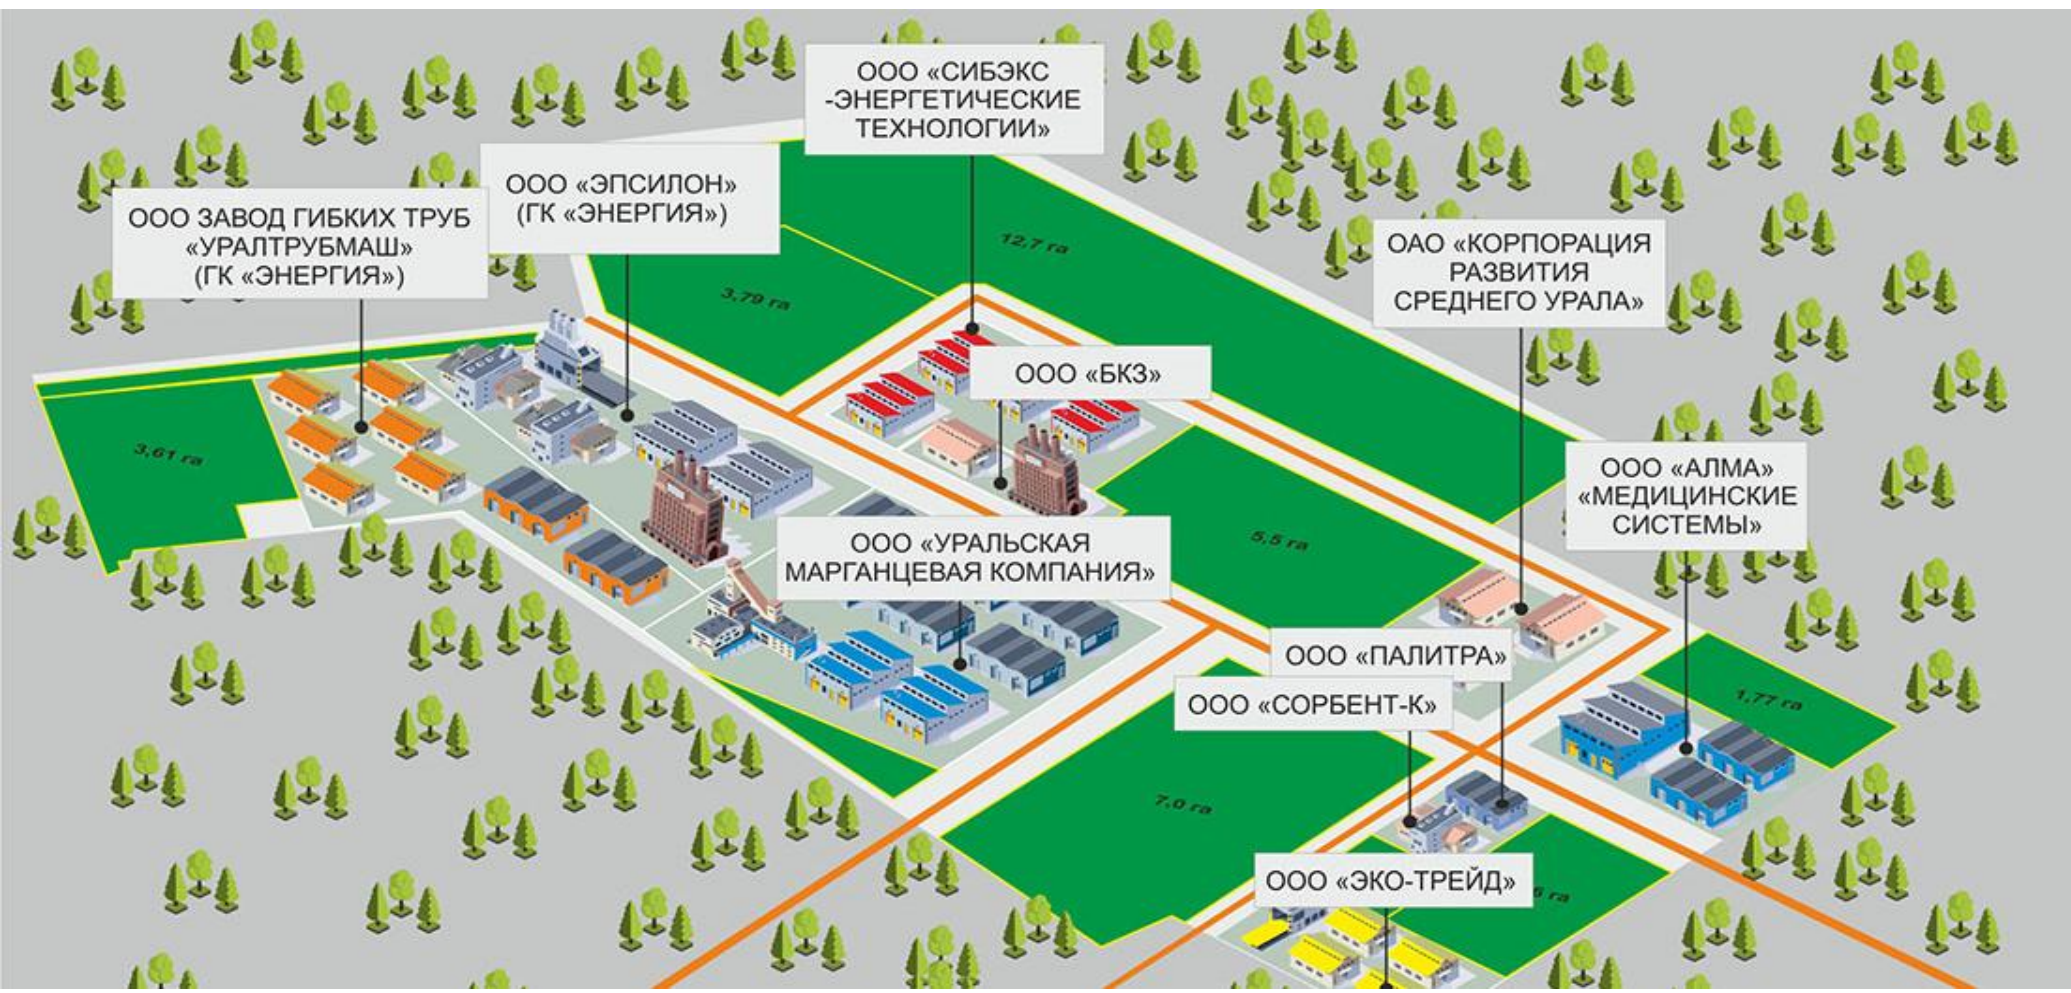 ООО «СИБЭКС
-ЭНЕРГЕТИЧЕСКИЕ
ТЕХНОЛОГИИ»
ООО «ЭПСИЛОН»
(ГК «ЭНЕРГИЯ»)
ООО ЗАВОД ГИБКИХ ТРУБ
«УРАЛТРУБМАШ»
(ГК «ЭНЕРГИЯ»)
12,7 га
ОАО «КОРПОРАЦИЯ
РАЗВИТИЯ
СРЕДНЕГО УРАЛА»
3,79 га
ООО «БКЗ»
3,61 га
ООО «АЛМА»
«МЕДИЦИНСКИЕ
СИСТЕМЫ»
5,5 га
ООО «УРАЛЬСКАЯ
МАРГАНЦЕВАЯ КОМПАНИЯ»
ООО «ПАЛИТРА»
ООО «СОРБЕНТ-К»
1,77 га
7,0 га
ООО «ЭКО-ТРЕЙД»
га